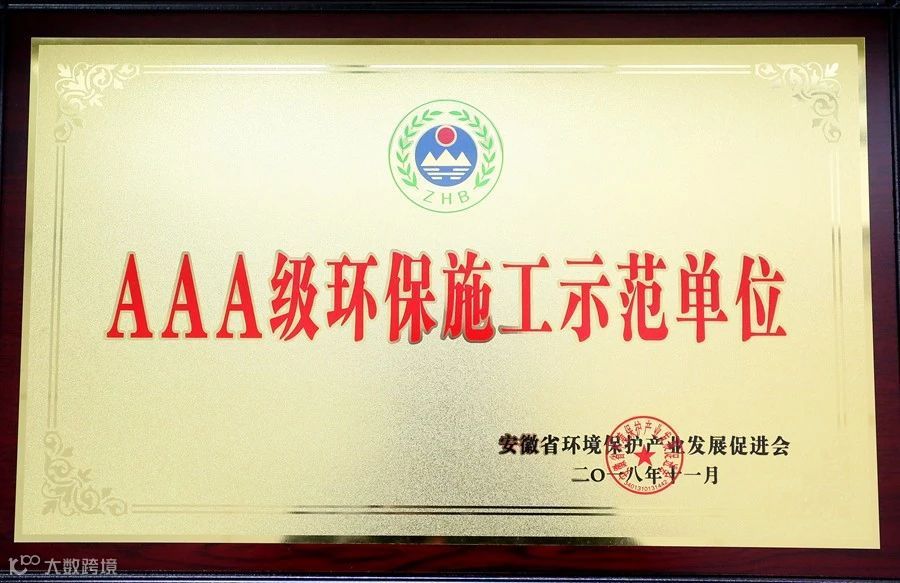 ZHB
AAA级环保施工示范单位
安徽省环境保护产业发展促进会
二〇一八年十一月
大数跨境